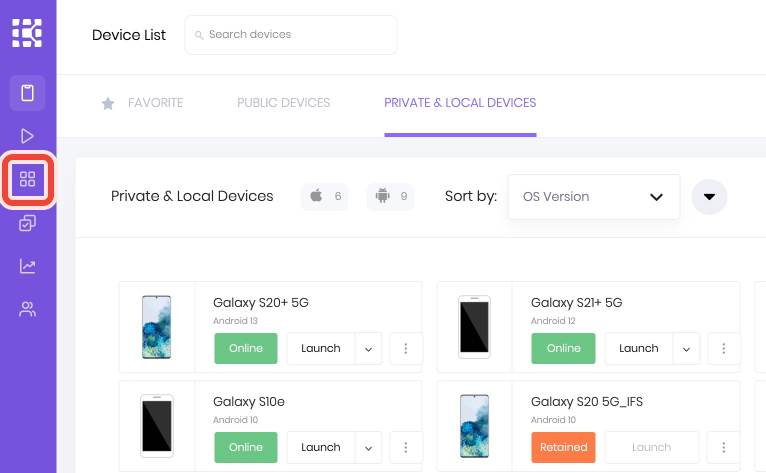 Device List
Search devices
FAVORITE
PUBLIC DEVICES
PRIVATE & LOCAL DEVICES
Private & Local Devices
6
9
Sort by:
OS Version
Galaxy S20+ 5G
Android 13
Online
Launch
Galaxy S21+ 5G
Android 12
Online
Launch
Galaxy S10e
Android 10
Online
Launch
Galaxy S20 5G_IFS
Android 10
Retained
Launch